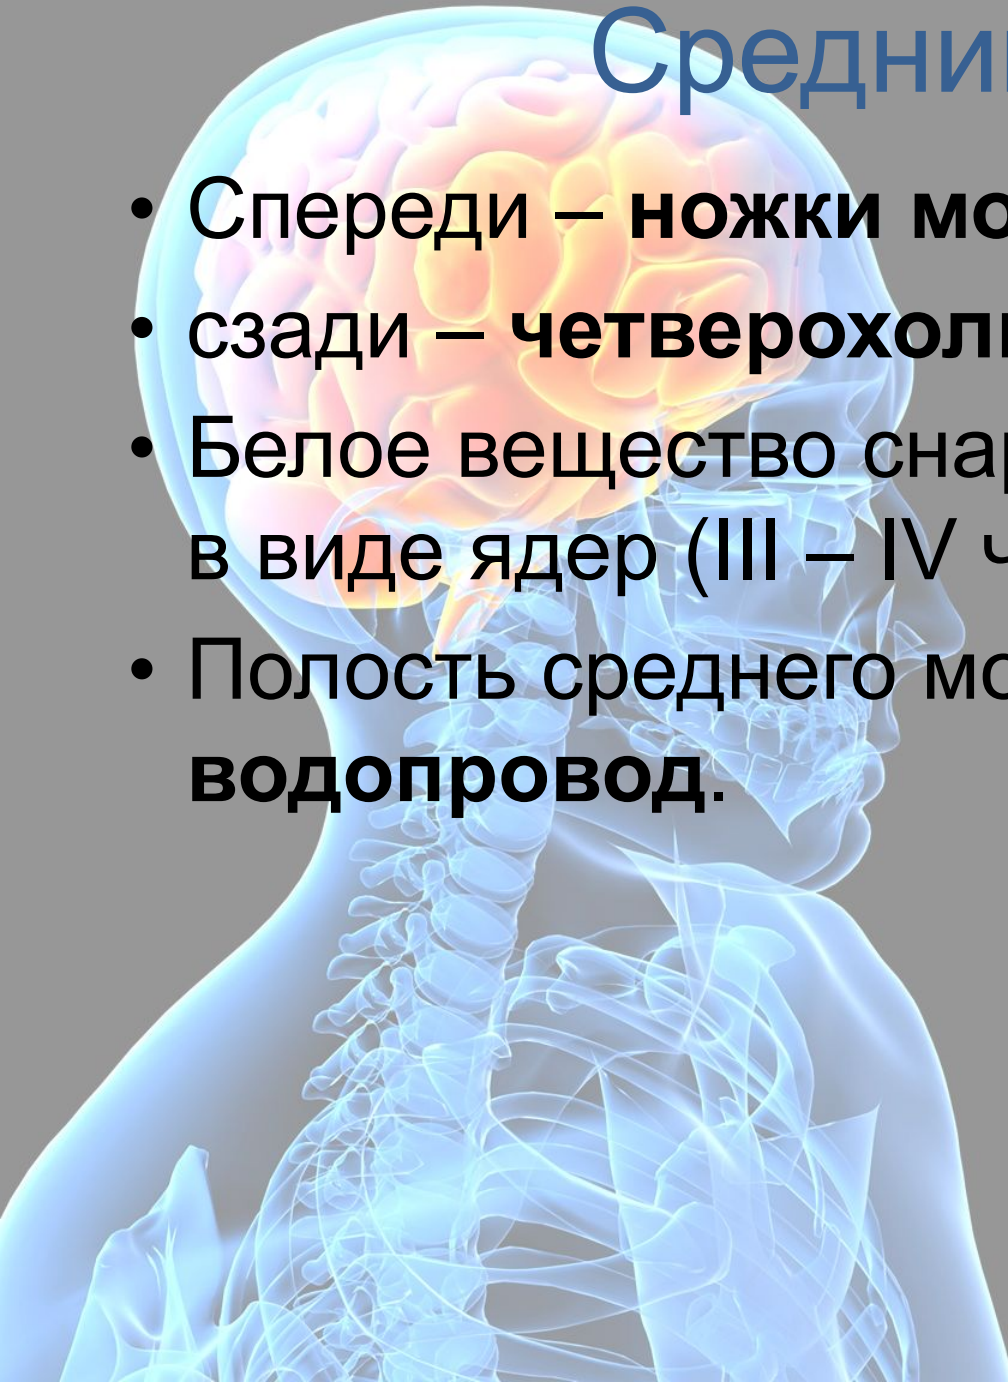 Средни
• Спереди – ножки мо
• сзади – четверохол
• Белое вещество сна
в виде ядер (III – IV ч
• Полость среднего мо
водопровод.